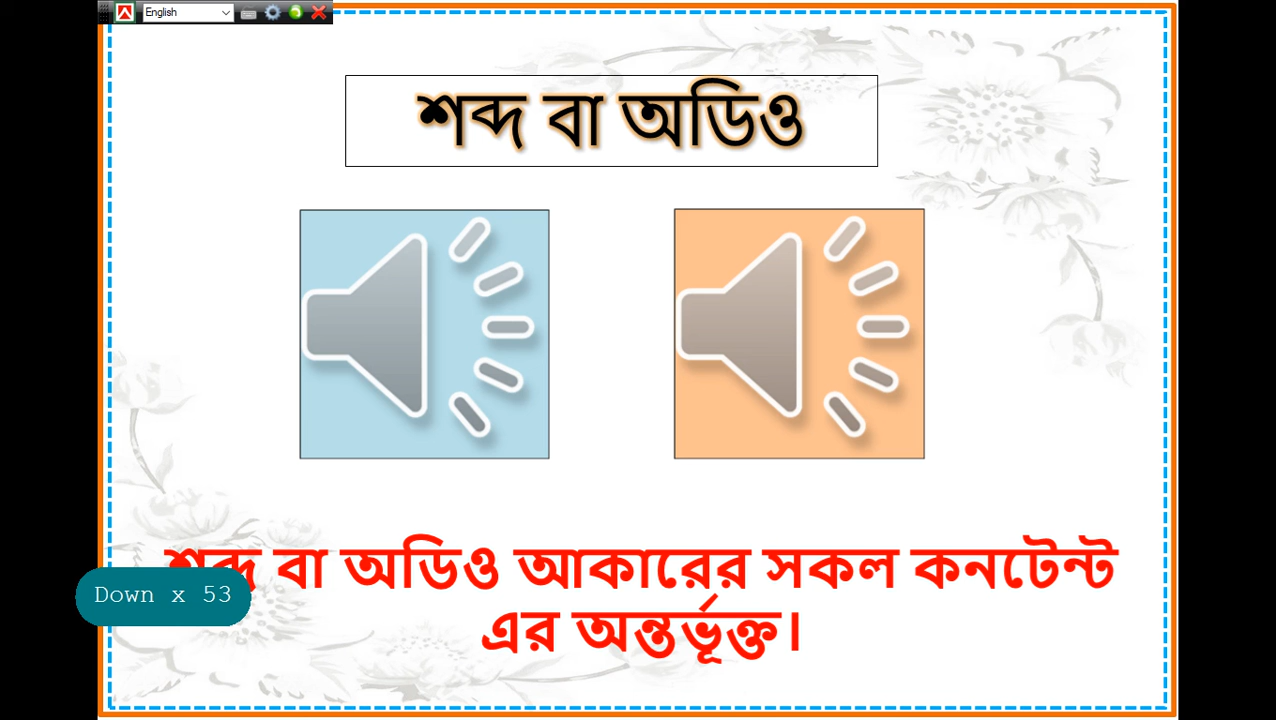 English
শব্দ বা অডিও
শব্দ বা অডিও আকারের সকল কনটেন্ট
এর অন্তর্ভূক্ত।
Down x 53